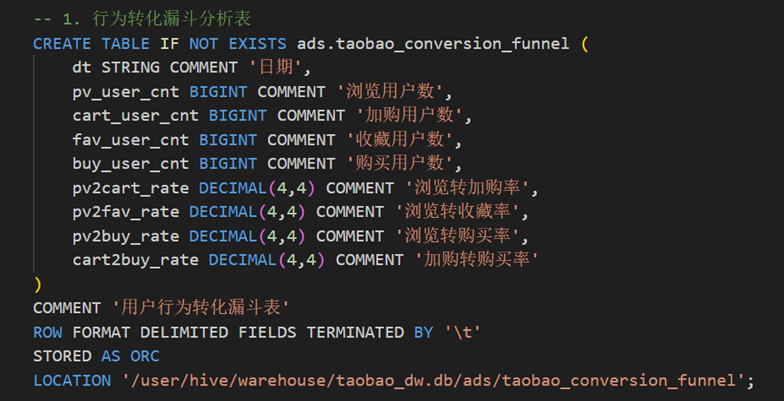 -- 1. 行为转化漏斗分析表
CREATE TABLE IF NOT EXISTS ads.taobao_conversion_funnel (
    dt STRING COMMENT '日期',
    pv_user_cnt BIGINT COMMENT '浏览用户数',
    cart_user_cnt BIGINT COMMENT '加购用户数',
    fav_user_cnt BIGINT COMMENT '收藏用户数',
    buy_user_cnt BIGINT COMMENT '购买用户数',
    pv2cart_rate DECIMAL(4,4) COMMENT '浏览转加购率',
    pv2fav_rate DECIMAL(4,4) COMMENT '浏览转收藏率',
    pv2buy_rate DECIMAL(4,4) COMMENT '浏览转购买率',
    cart2buy_rate DECIMAL(4,4) COMMENT '加购转购买率'
)
COMMENT '用户行为转化漏斗表'
ROW FORMAT DELIMITED FIELDS TERMINATED BY '\t'
STORED AS ORC
LOCATION '/user/hive/warehouse/taobao_dw.db/ads/taobao_conversion_funnel';